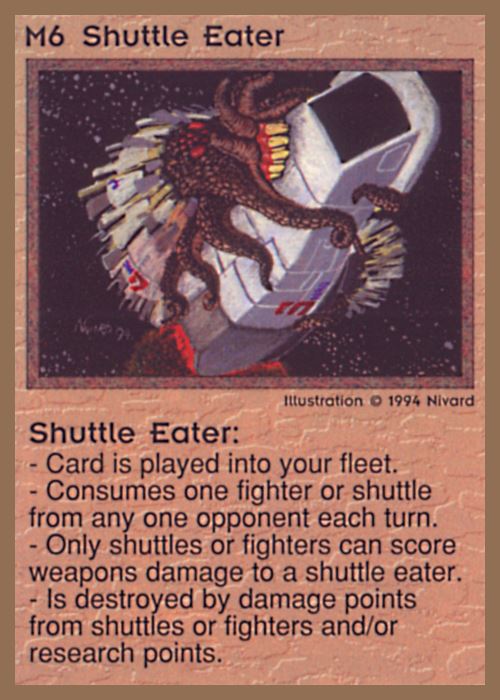 M6 Shuttle Eater
Illustration © 1994 Nivard
Shuttle Eater:
- Card is played into your fleet.
- Consumes one fighter or shuttle
from any one opponent each turn.
- Only shuttles or fighters can score
weapons damage to a shuttle eater.
- Is destroyed by damage points
from shuttles or fighters and/or
research points.